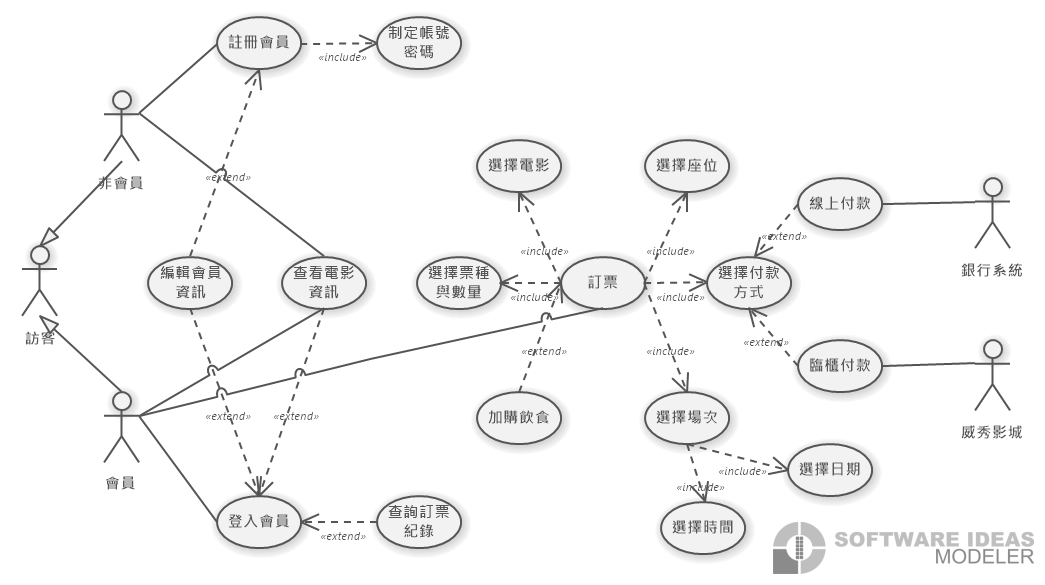 註冊會員
«include»
制定帳號
密碼
非會員
«extend»
選擇電影
選擇座位
線上付款
«extend»
銀行系統
訪客
編輯會員
資訊
查看電影
資訊
選擇票種
與數量
«include»
«include»
訂票
«include»
«include»
選擇付款
方式
«extend»
«include»
«extend»
臨櫃付款
威秀影城
會員
«extend»
«extend»
加購飲食
選擇場次
«include»
選擇日期
«include»
登入會員
«extend»
查詢訂票
紀錄
選擇時間
SOFTWARE IDEAS
MODELER